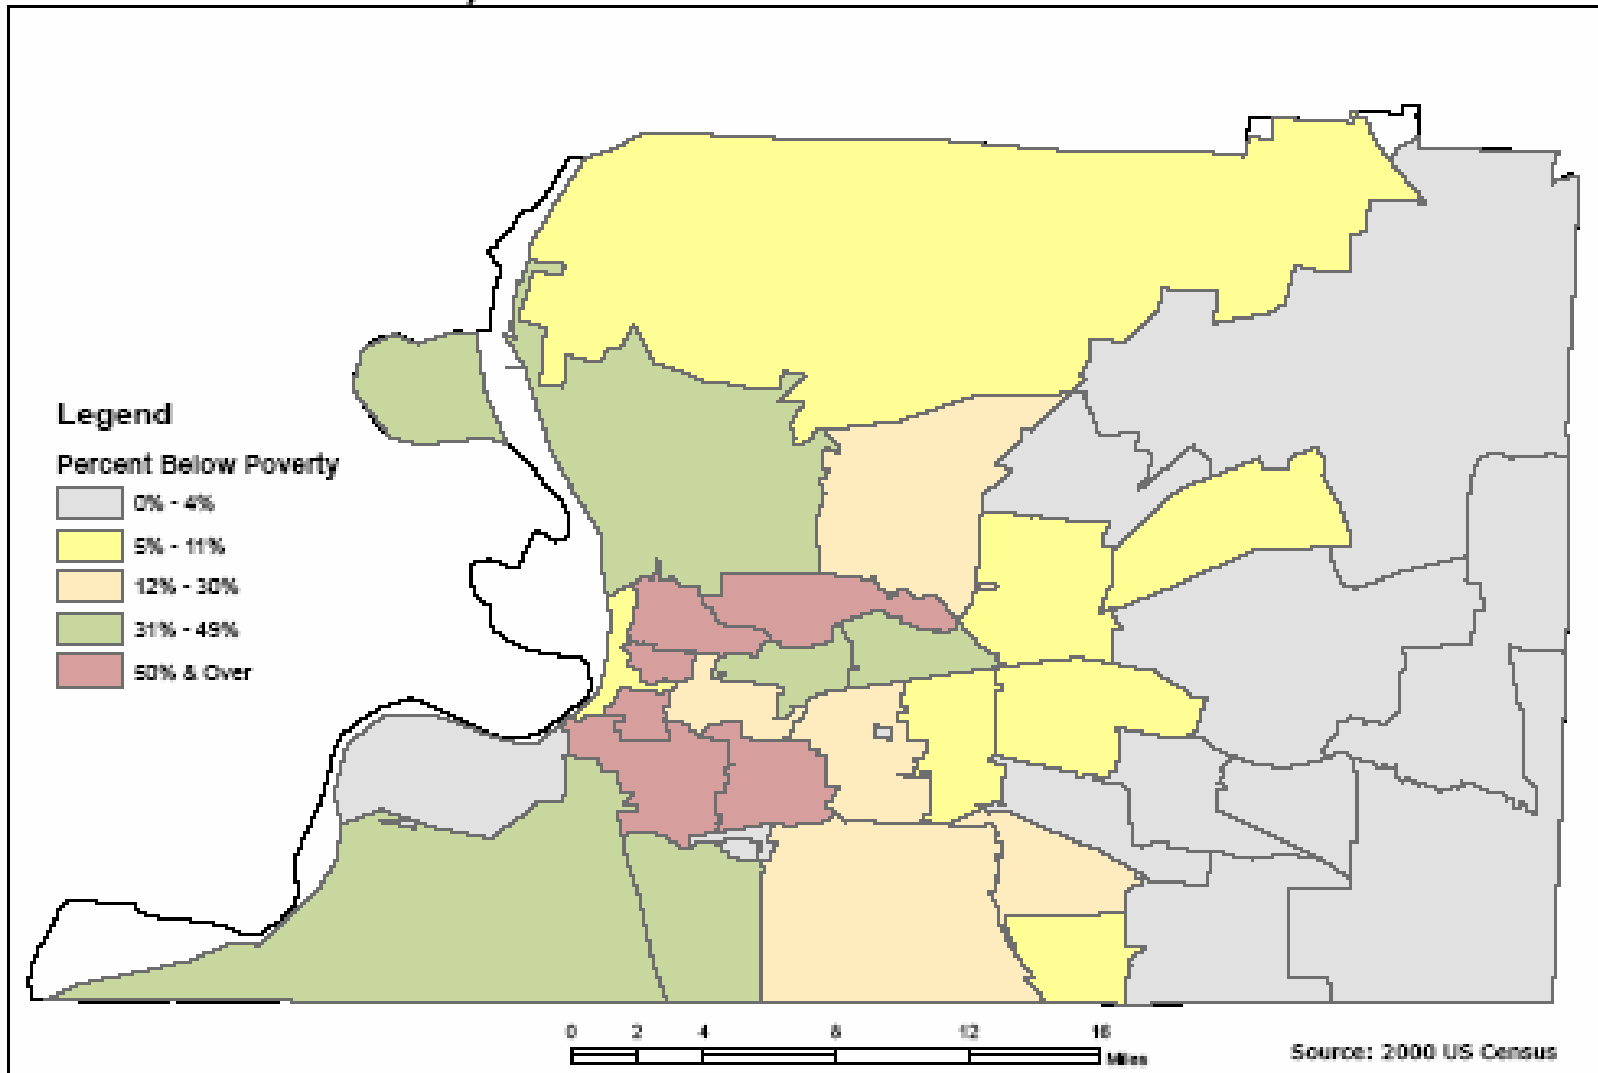 Legend
Percent Below Poverty
0% - 4%
5% - 11%
12% - 30%
31% - 49%
50% & Over
0 2 4 8 12 16
Miles
Source: 2000 US Census